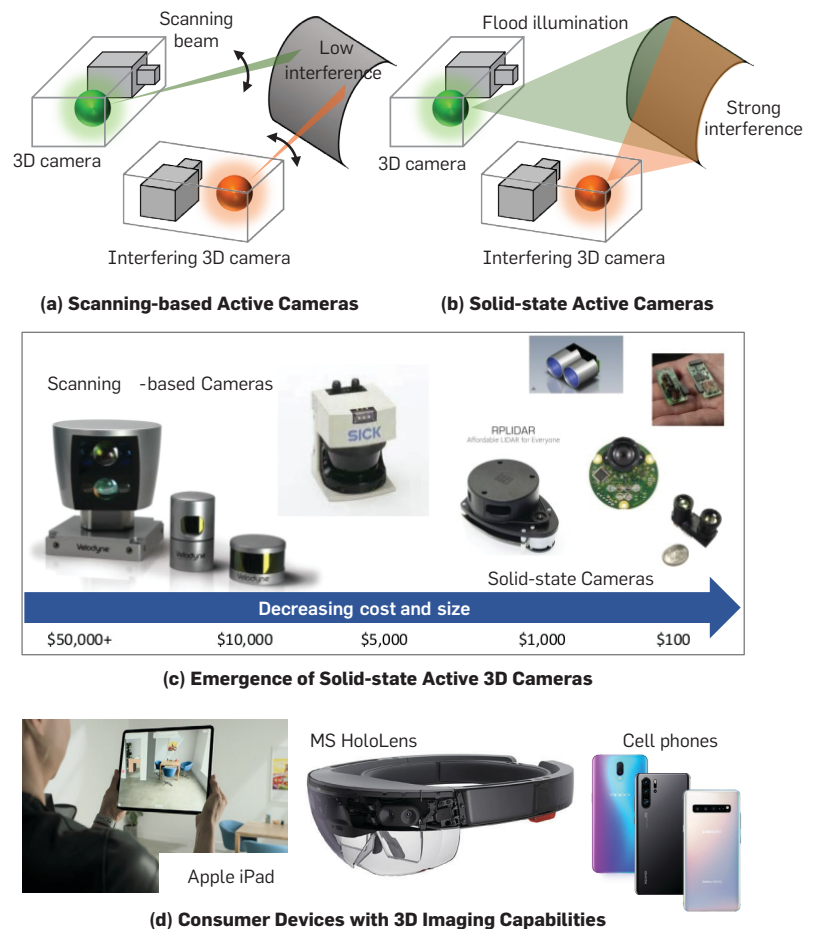 Scanning
beam
Low
interference
3D camera
Interfering 3D camera
(a) Scanning-based Active Cameras
Flood illumination
Strong
interference
3D camera
Interfering 3D camera
(b) Solid-state Active Cameras
Scanning -based Cameras
SICK
RPLIDAR
Affordable LIDAR for Everyone
Velodyne
Velodyne
Velodyne
Solid-state Cameras
Decreasing cost and size
$50,000+ $10,000 $5,000 $1,000 $100
(c) Emergence of Solid-state Active 3D Cameras
MS HoloLens
Cell phones
Apple iPad
OPPO
SAMSUNG
(d) Consumer Devices with 3D Imaging Capabilities